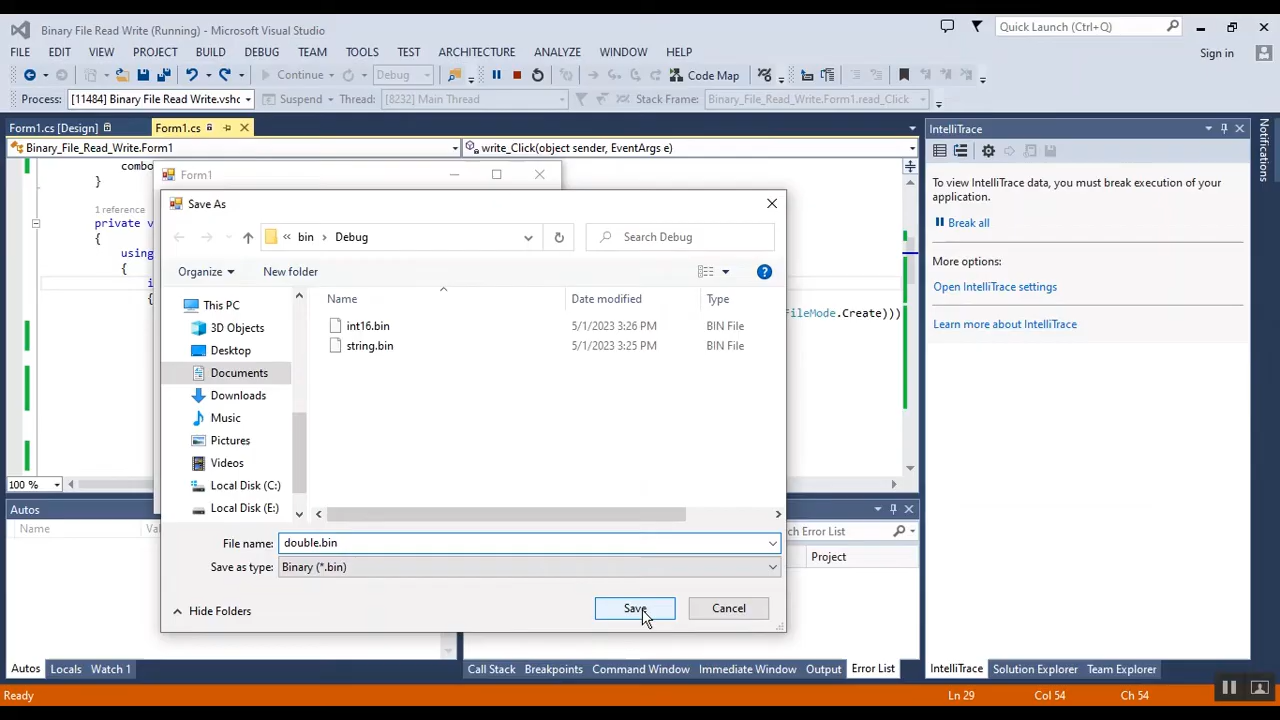 Binary File Read Write (Running) - Microsoft Visual Studio
Quick Launch (Ctrl+Q)
FILE EDIT VIEW PROJECT BUILD DEBUG TEAM TOOLS TEST ARCHITECTURE ANALYZE WINDOW HELP
Sign in
Continue Debug Code Map
Process: [11484] Binary File Read Write.vshc Suspend Thread: [8232] Main Thread Stack Frame: Binary_File_Read_Write.Form1.read_Click
Form1.cs [Design] Form1.cs
IntelliTrace
Binary_File_Read_Write.Form1 write_Click(object sender, EventArgs e)
combo
}
1 reference
private v
{
using
{
i
{
Form1
Save As
« bin › Debug
Search Debug
Organize New folder
?
Name Date modified Type
int16.bin 5/1/2023 3:26 PM BIN File
string.bin 5/1/2023 3:25 PM BIN File
This PC
3D Objects
Desktop
Documents
Downloads
Music
Pictures
Videos
Local Disk (C:)
Local Disk (E:)
File name: double.bin
Save as type: Binary (*.bin)
Hide Folders
Save Cancel
FileMode.Create)))
To view IntelliTrace data, you must break execution of your
application.
Break all
More options:
Open IntelliTrace settings
Learn more about IntelliTrace
Notifications
100 %
Autos
Name Val
ch Error List
Project
Autos Locals Watch 1
Call Stack Breakpoints Command Window Immediate Window Output Error List
IntelliTrace Solution Explorer Team Explorer
Ready
Ln 29 Col 54 Ch 54